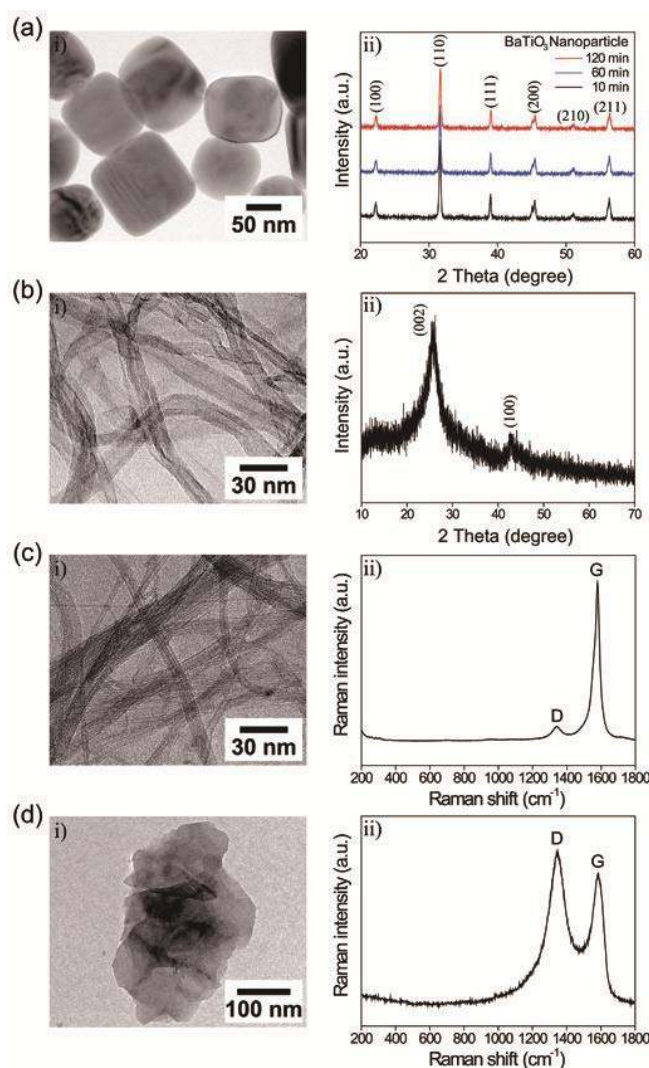 (a) i)
50 nm
ii)
BaTiO₃ Nanoparticle
120 min
60 min
10 min
(100)
(110)
(111)
(200)
(210)
(211)
Intensity (a.u.)
20 30 40 50 60
2 Theta (degree)
(b) i)
30 nm
ii)
(002)
(100)
Intensity (a.u.)
10 20 30 40 50 60 70
2 Theta (degree)
(c) i)
30 nm
ii)
G
D
Raman intensity (a.u.)
200 400 600 800 1000 1200 1400 1600 1800
Raman shift (cm⁻¹)
(d) i)
100 nm
ii)
D
G
Raman intensity (a.u.)
200 400 600 800 1000 1200 1400 1600 1800
Raman shift (cm⁻¹)